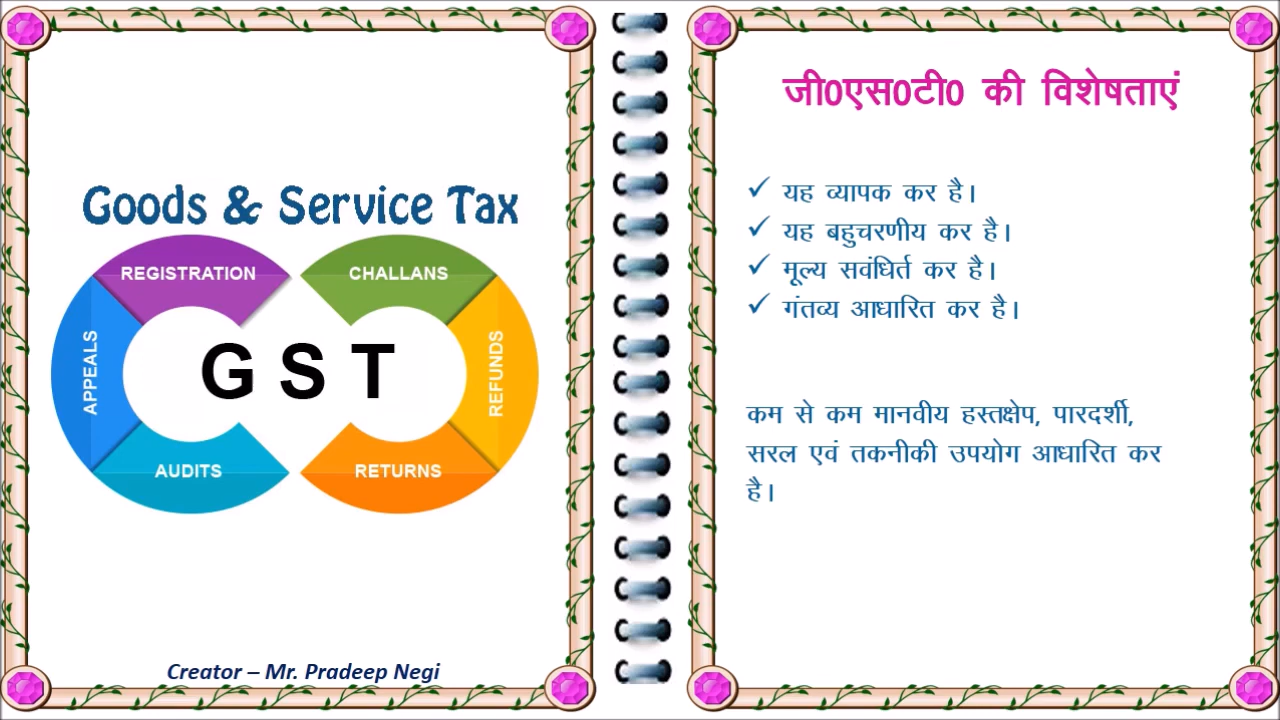 Goods & Service Tax
REGISTRATION
CHALLANS
APPEALS
G S T
REFUNDS
AUDITS
RETURNS
Creator – Mr. Pradeep Negi
जी0एस0टी0 की विशेषताएं
✓ यह व्यापक कर है।
✓ यह बहुचरणीय कर है।
✓ मूल्य सवंधिर्त कर है।
✓ गंतव्य आधारित कर है।
कम से कम मानवीय हस्तक्षेप, पारदर्शी,
सरल एवं तकनीकी उपयोग आधारित कर
है।